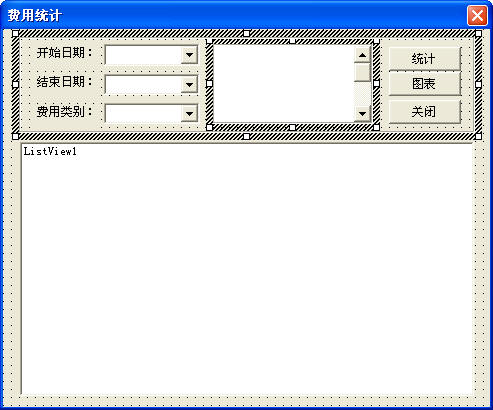 费用统计
开始日期：
结束日期：
费用类别：
统计
图表
关闭
ListView1